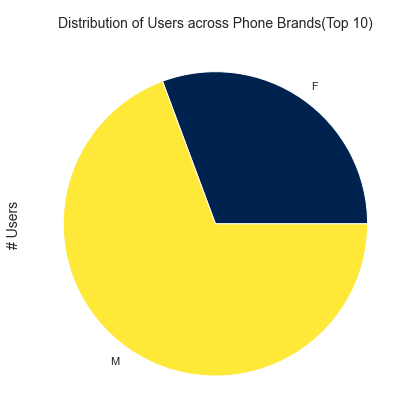 Distribution of Users across Phone Brands(Top 10)
F
# Users
M